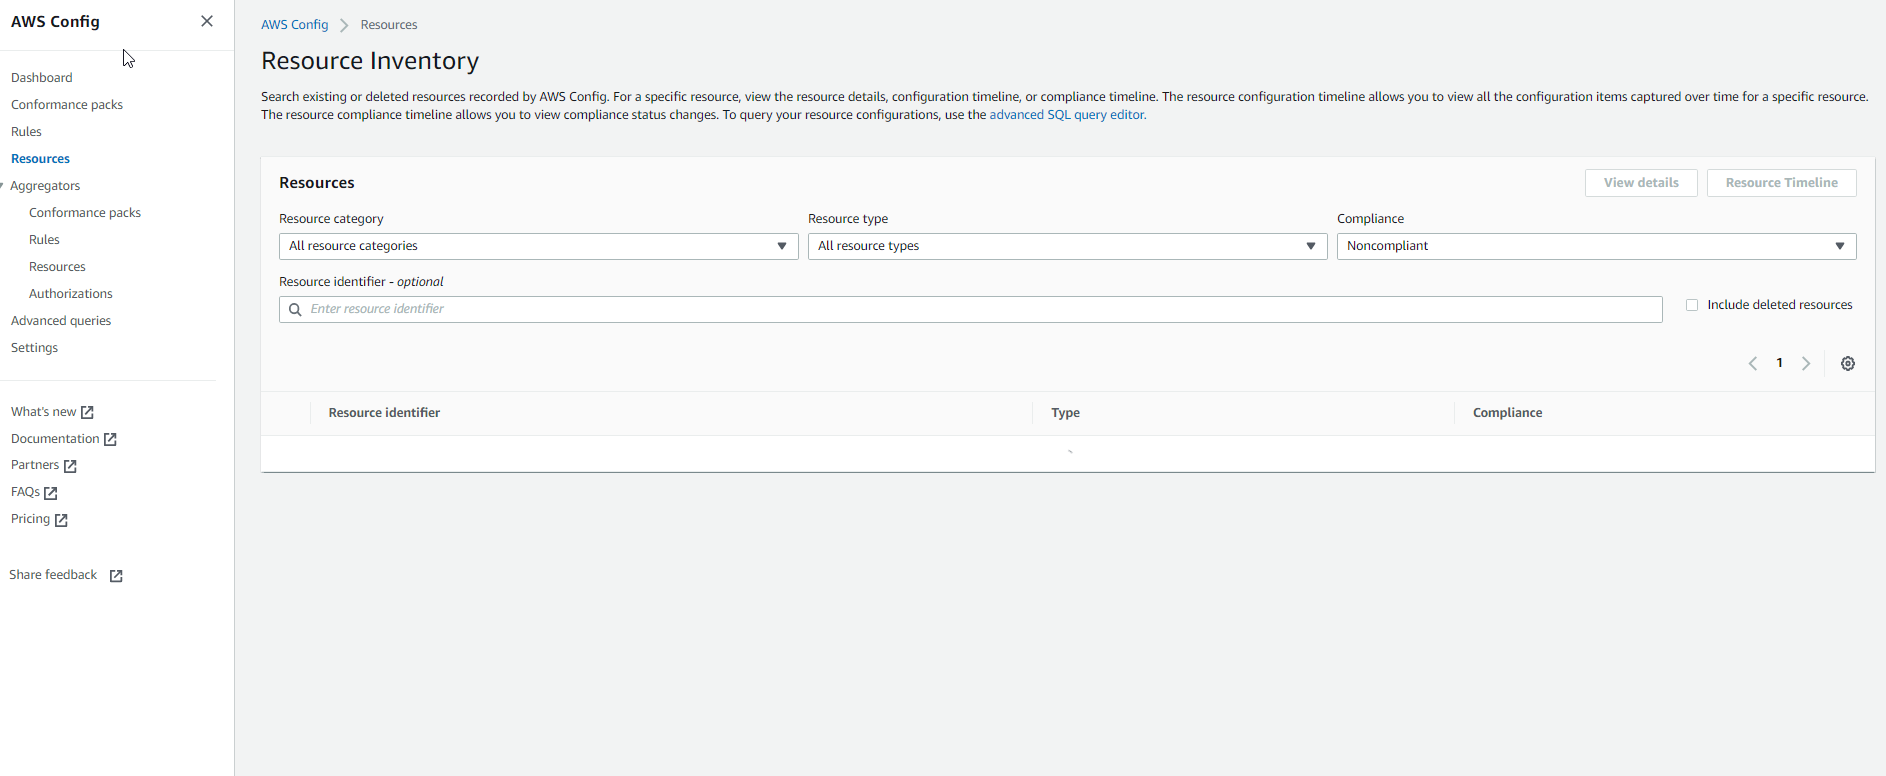 AWS Config
Dashboard
Conformance packs
Rules
Resources
Aggregators
Conformance packs
Rules
Resources
Authorizations
Advanced queries
Settings
What's new
Documentation
Partners
FAQs
Pricing
Share feedback
AWS Config Resources
Resource Inventory
Search existing or deleted resources recorded by AWS Config. For a specific resource, view the resource details, configuration timeline, or compliance timeline. The resource configuration timeline allows you to view all the configuration items captured over time for a specific resource.
The resource compliance timeline allows you to view compliance status changes. To query your resource configurations, use the advanced SQL query editor.
Resources
View details
Resource Timeline
Resource category
All resource categories
Resource type
All resource types
Compliance
Noncompliant
Resource identifier - optional
Enter resource identifier
Include deleted resources
1
Resource identifier Type Compliance